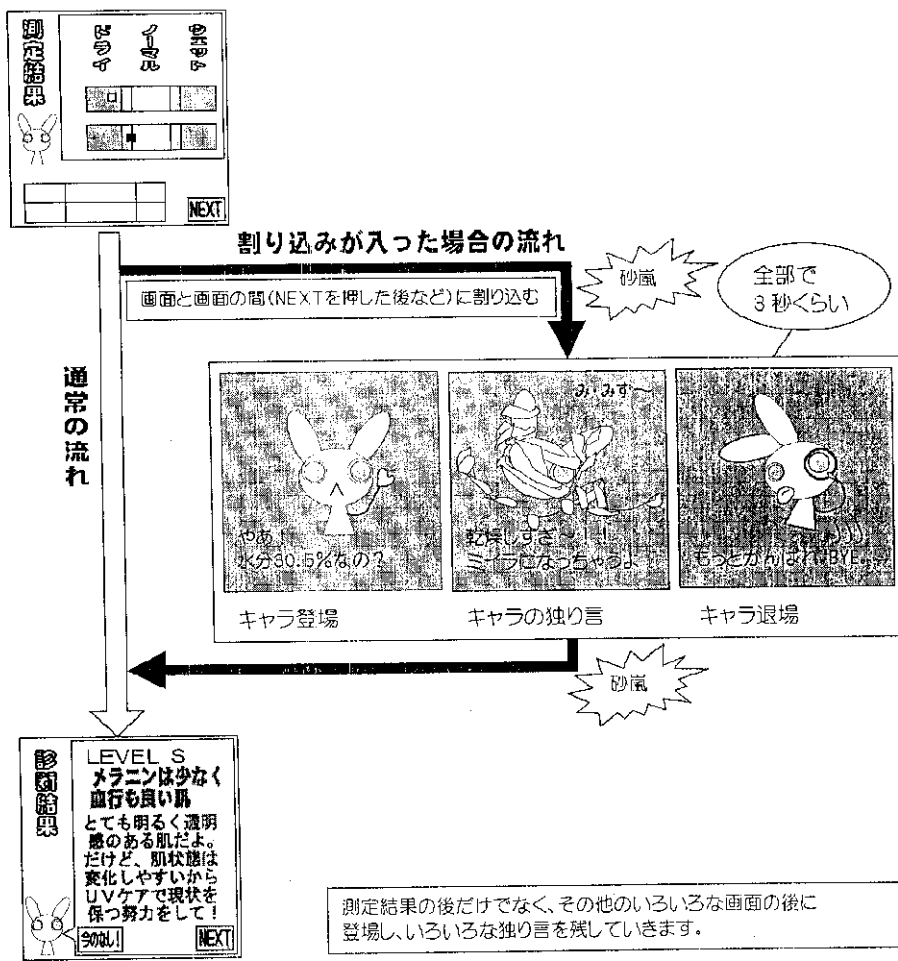 測定結果
ドライ
ノーマル
ウェット
NEXT
割り込みが入った場合の流れ
画面と画面の間(NEXTを押した後など)に割り込む
砂嵐
全部で
3秒くらい
通常の流れ
やあ!
水分30.5%なの?
み、みず〜
乾燥しすぎ〜!!
ミイラになっちゃうよ
もっとがんばれ!BYE
キャラ登場
キャラの独り言
キャラ退場
砂嵐
診断結果
LEVEL S
メラニンは少なく
血行も良い肌
とても明るく透明
感のある肌だよ。
だけど、肌状態は
変化しやすいから
UVケアで現状を
保つ努力をして!
今のなし!
NEXT
測定結果の後だけでなく、その他のいろいろな画面の後に
登場し、いろいろな独り言を残していきます。